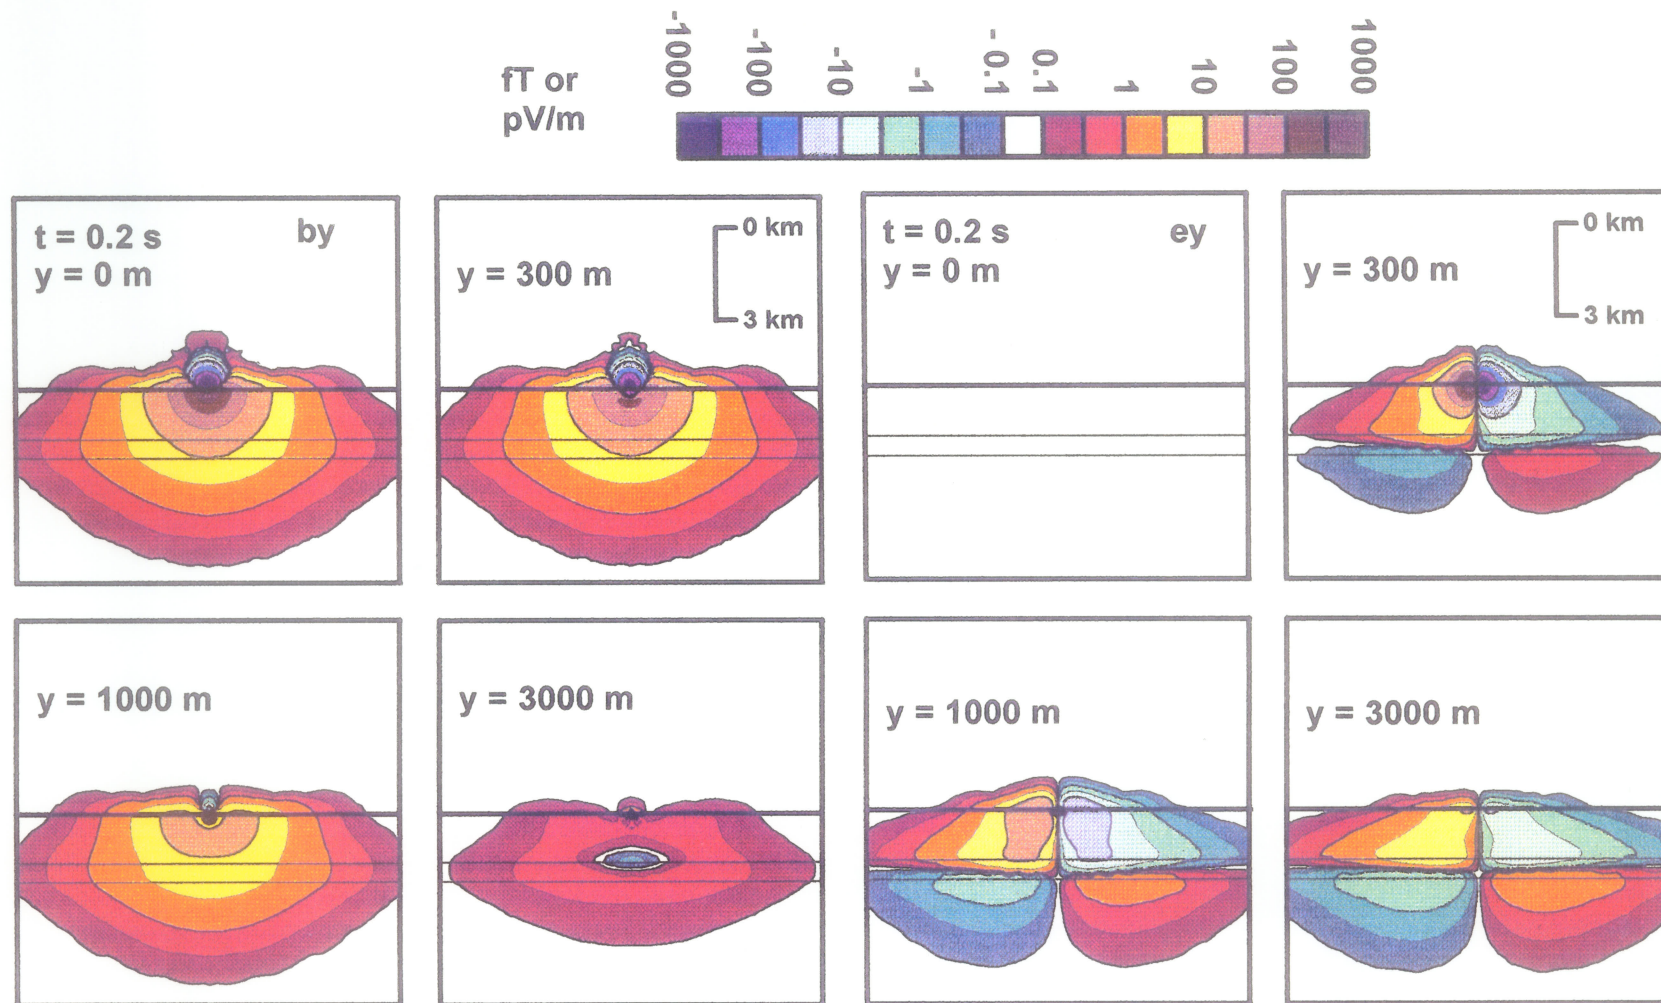 fT or
pV/m
-1000
-100
-10
-1
-0.1
0.1
1
10
100
1000
t = 0.2 s
by
y = 0 m
y = 300 m
0 km
3 km
t = 0.2 s
ey
y = 0 m
y = 300 m
0 km
3 km
y = 1000 m
y = 3000 m
y = 1000 m
y = 3000 m